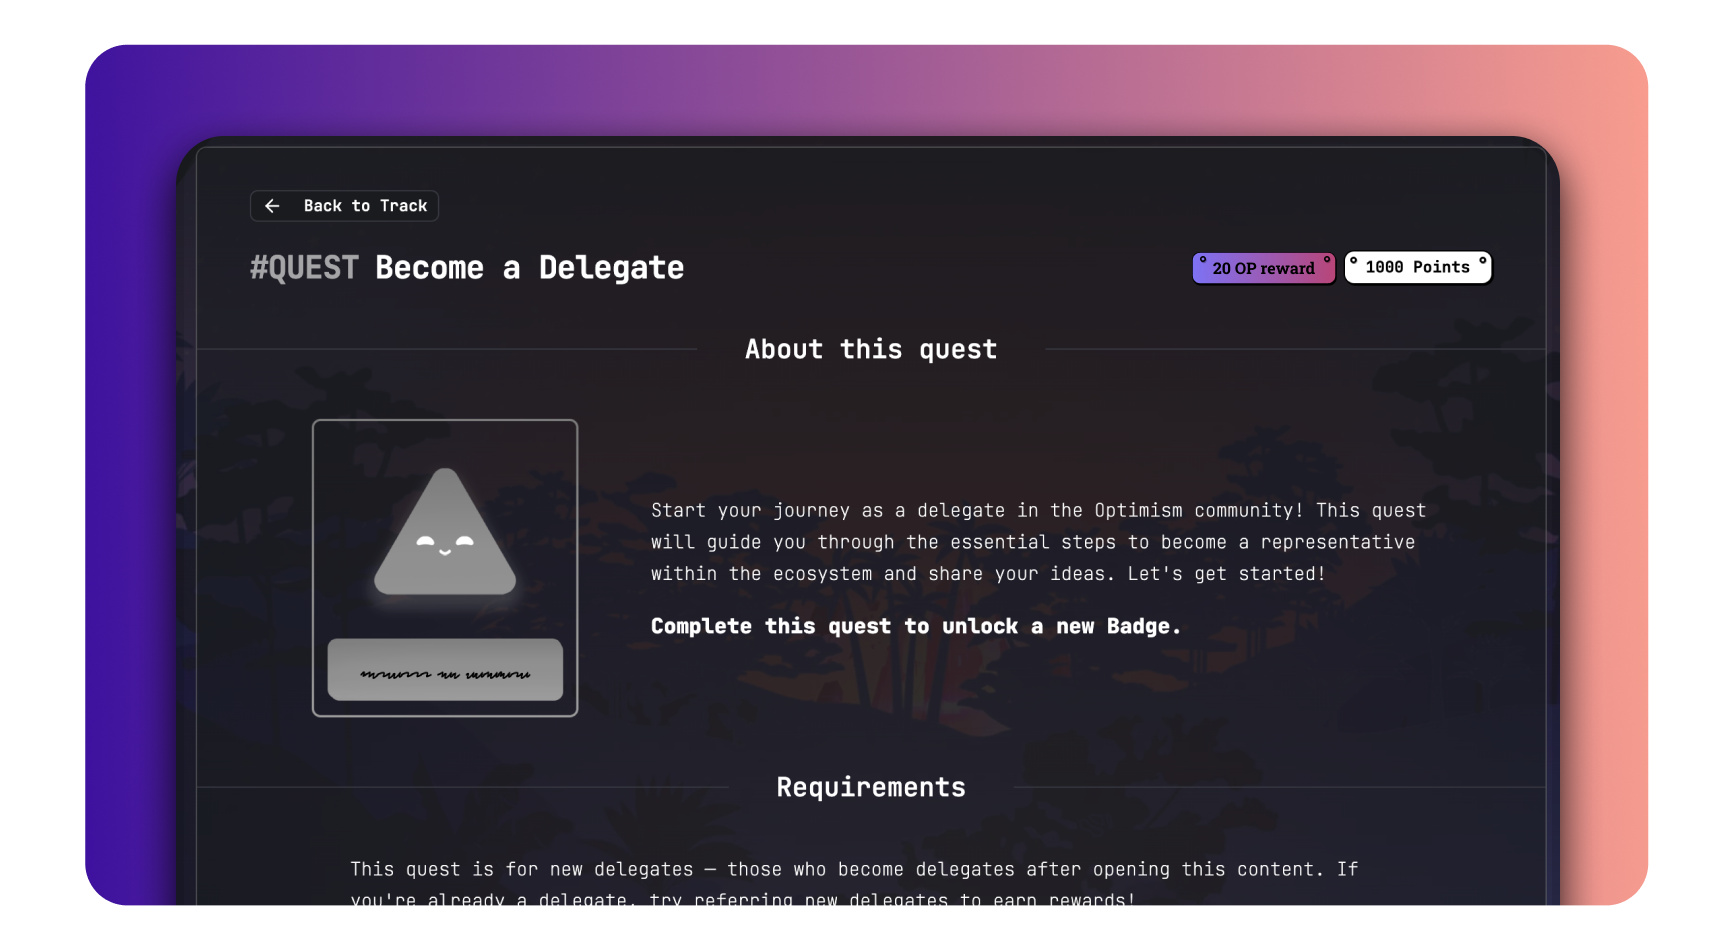 Back to Track
#QUEST Become a Delegate
20 OP reward
1000 Points
About this quest
Start your journey as a delegate in the Optimism community! This quest
will guide you through the essential steps to become a representative
within the ecosystem and share your ideas. Let's get started!
Complete this quest to unlock a new Badge.
Requirements
This quest is for new delegates — those who become delegates after opening this content. If
you're already a delegate, try referring new delegates to earn rewards!